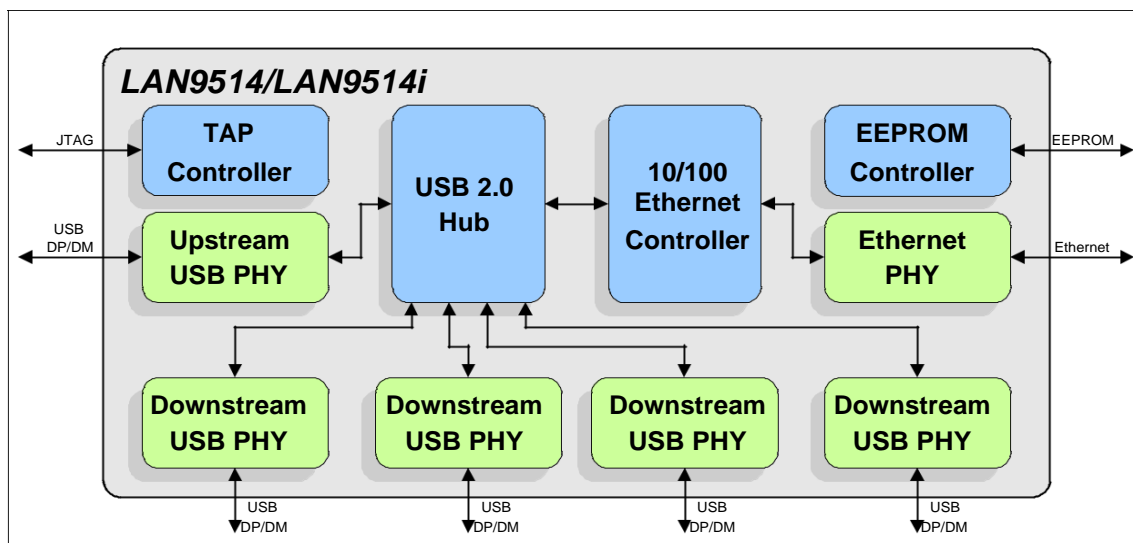 LAN9514/LAN9514i
JTAG
TAP
Controller
USB 2.0
Hub
10/100
Ethernet
Controller
EEPROM
Controller
EEPROM
USB
DP/DM
Upstream
USB PHY
Ethernet
PHY
Ethernet
Downstream
USB PHY
Downstream
USB PHY
Downstream
USB PHY
Downstream
USB PHY
USB
DP/DM
USB
DP/DM
USB
DP/DM
USB
DP/DM